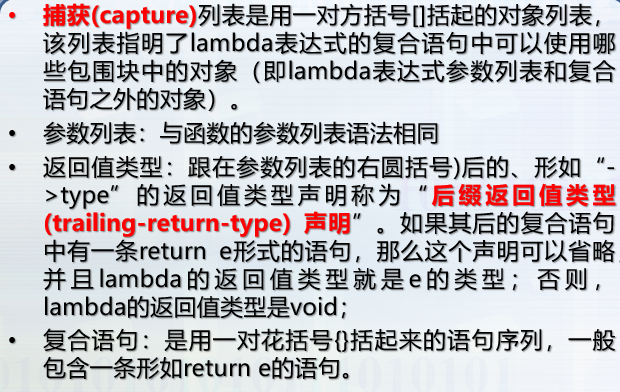 • 捕获(capture)列表是用一对方括号[]括起的对象列表，
该列表指明了lambda表达式的复合语句中可以使用哪
些包围块中的对象（即lambda表达式参数列表和复合
语句之外的对象）。
• 参数列表：与函数的参数列表语法相同
• 返回值类型：跟在参数列表的右圆括号)后的、形如“-
>type”的返回值类型声明称为“后缀返回值类型
(trailing-return-type) 声明”。如果其后的复合语句
中有一条return e形式的语句，那么这个声明可以省略，
并且lambda的返回值类型就是e的类型；否则，
lambda的返回值类型是void；
• 复合语句：是用一对花括号{}括起来的语句序列，一般
包含一条形如return e的语句。